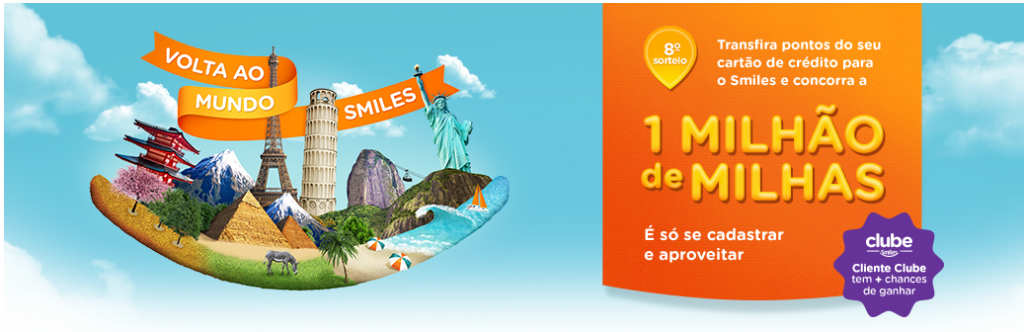 VOLTA AO
MUNDO
SMILES
8º
sorteio
Transfira pontos do seu
cartão de crédito para
o Smiles e concorra a
1 MILHÃO
de MILHAS
É só se cadastrar
e aproveitar
clube
Smiles
Cliente Clube
tem + chances
de ganhar